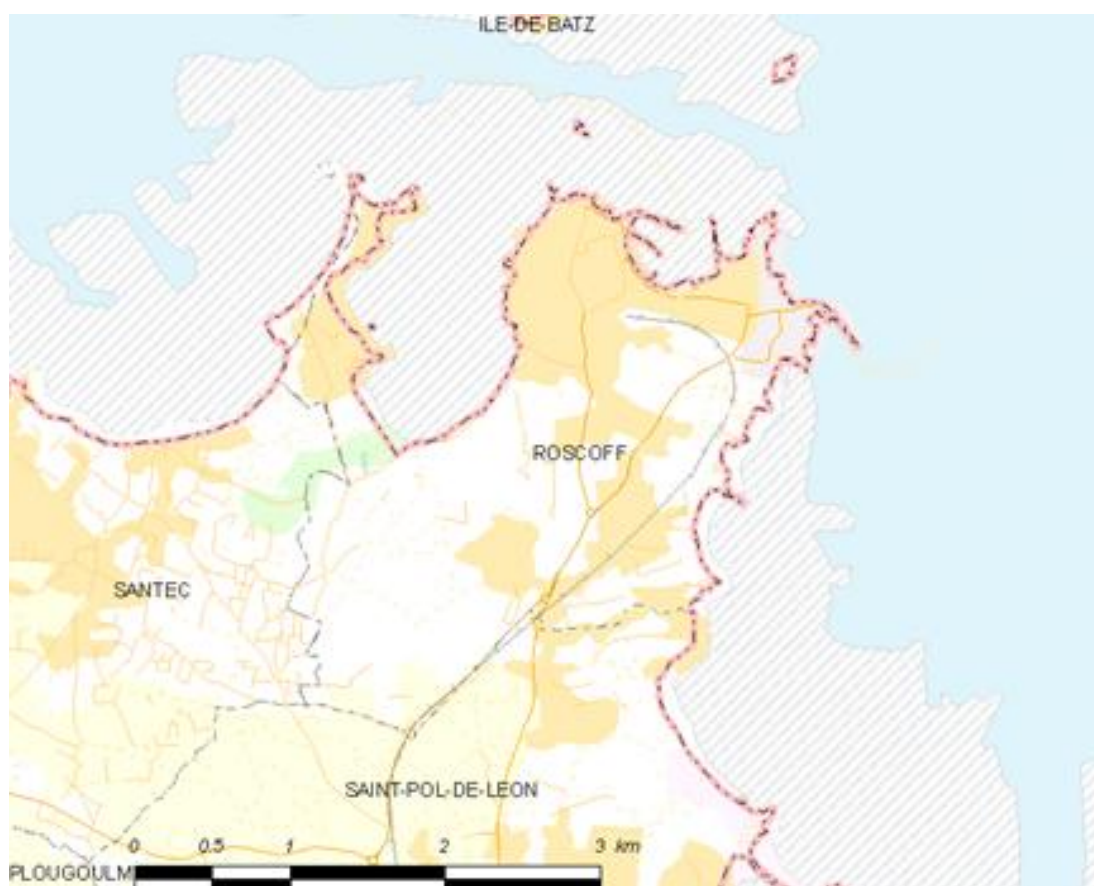 ILE-DE-BATZ
ROSCOFF
SANTEC
SAINT-POL-DE-LEON
0 0.5 1 2 3 km
PLOUGOULM